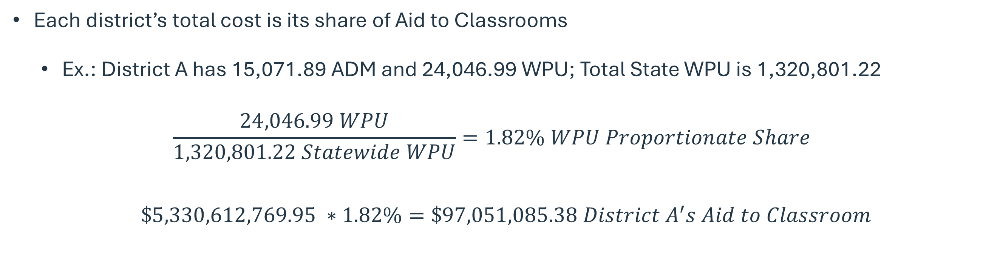 • Each district’s total cost is its share of Aid to Classrooms
• Ex.: District A has 15,071.89 ADM and 24,046.99 WPU; Total State WPU is 1,320,801.22
24,046.99 WPU
1,320,801.22 Statewide WPU = 1.82% WPU Proportionate Share
$5,330,612,769.95 * 1.82% = $97,051,085.38 District A's Aid to Classroom